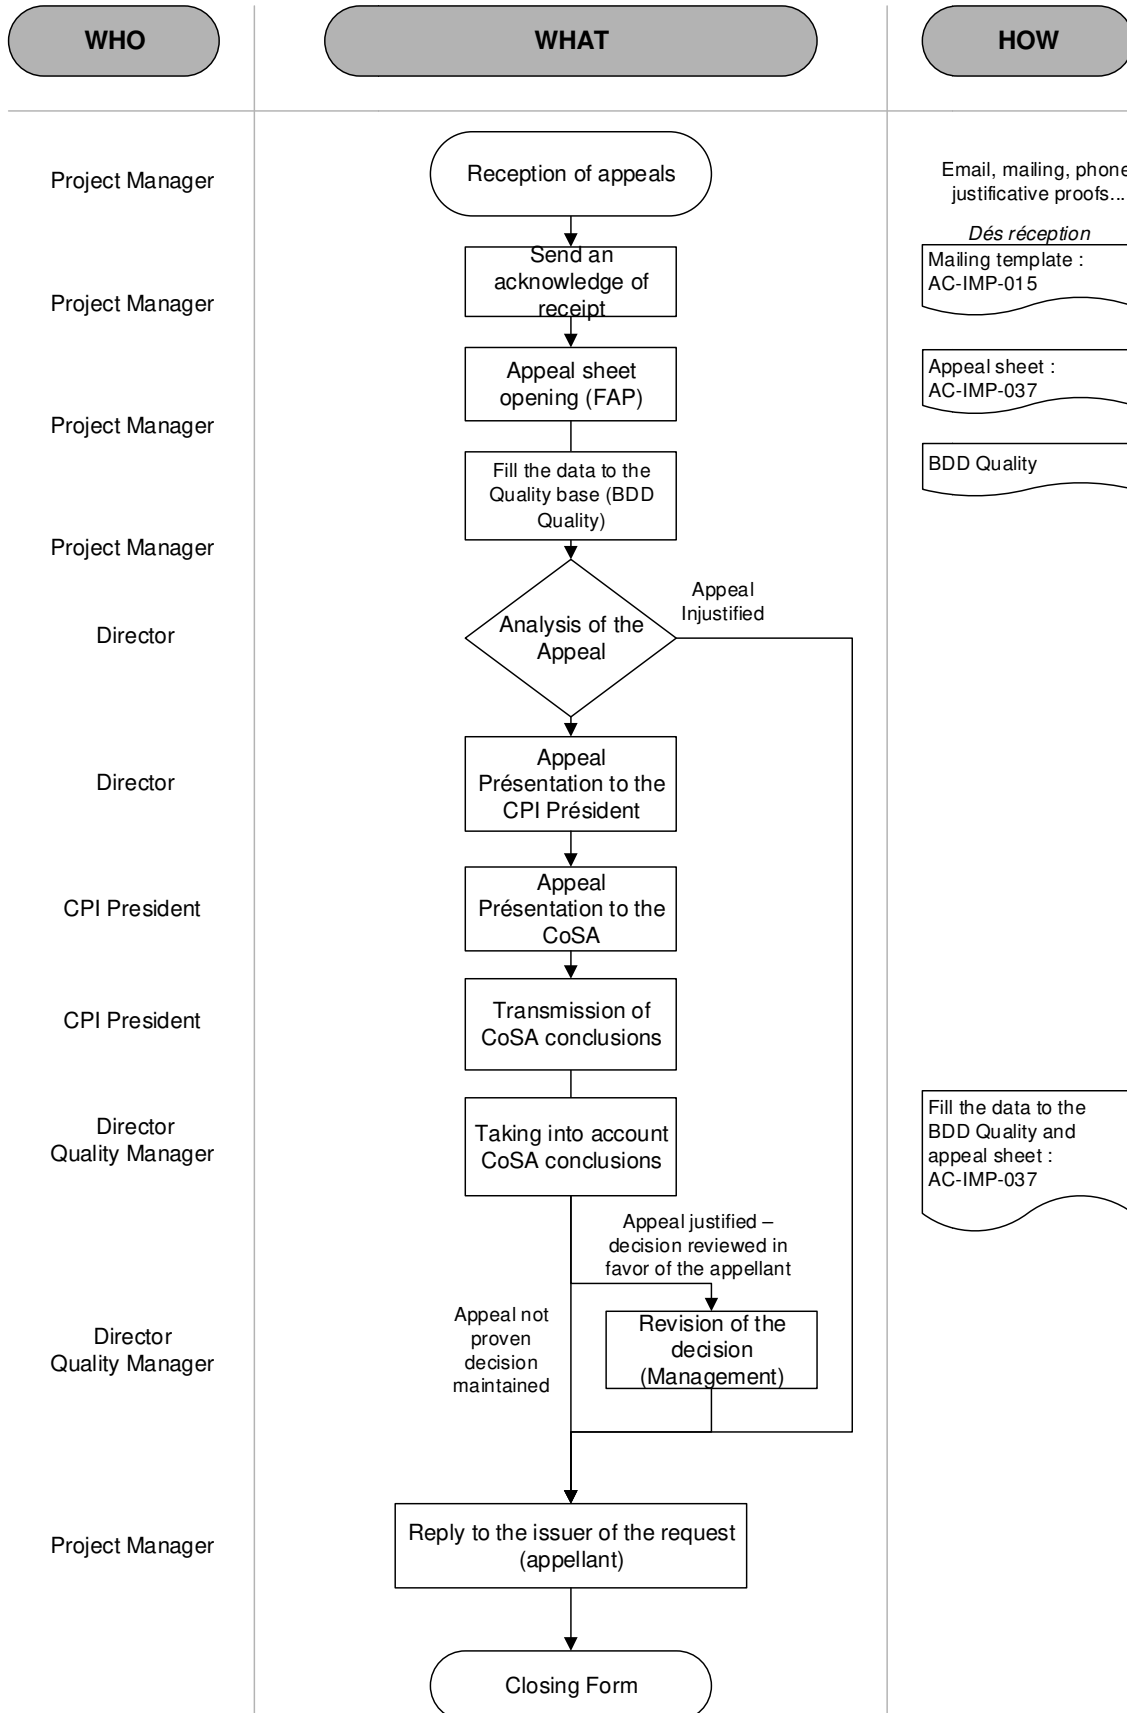 WHO
WHAT
HOW
Project Manager
Reception of appeals
Email, mailing, phone
justificative proofs...
Dés réception
Project Manager
Send an
acknowledge of
receipt
Mailing template :
AC-IMP-015
Project Manager
Appeal sheet
opening (FAP)
Appeal sheet :
AC-IMP-037
Project Manager
Fill the data to the
Quality base (BDD
Quality)
BDD Quality
Director
Analysis of the
Appeal
Appeal
Injustified
Director
Appeal
Présentation to the
CPI Président
CPI President
Appeal
Présentation to the
CoSA
CPI President
Transmission of
CoSA conclusions
Director
Quality Manager
Taking into account
CoSA conclusions
Fill the data to the
BDD Quality and
appeal sheet :
AC-IMP-037
Appeal justified –
decision reviewed in
favor of the appellant
Director
Quality Manager
Appeal not
proven
decision
maintained
Revision of the
decision
(Management)
Project Manager
Reply to the issuer of the request
(appellant)
Closing Form